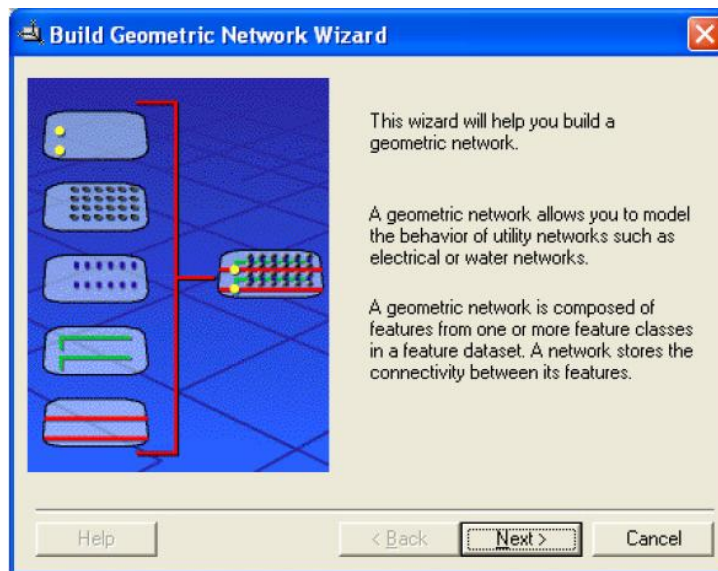 Build Geometric Network Wizard
This wizard will help you build a
geometric network.
A geometric network allows you to model
the behavior of utility networks such as
electrical or water networks.
A geometric network is composed of
features from one or more feature classes
in a feature dataset. A network stores the
connectivity between its features.
Help
< Back
Next >
Cancel